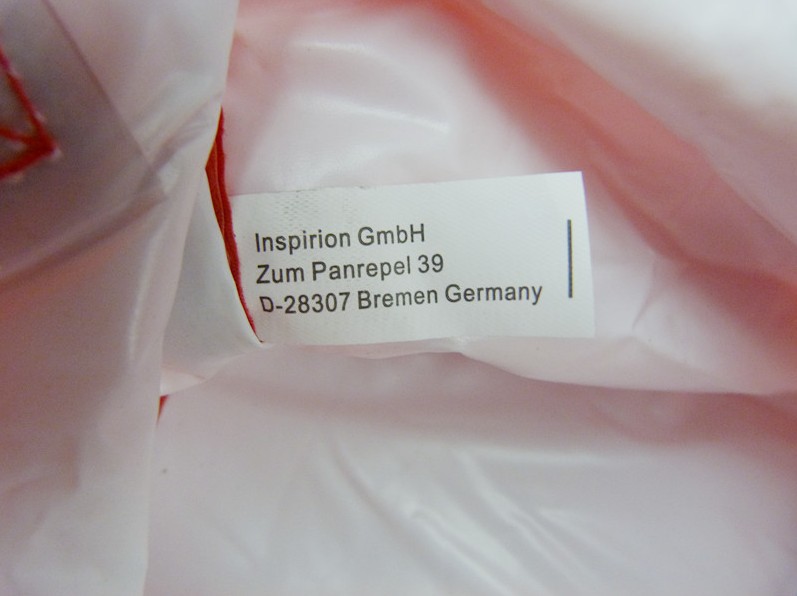 Inspirion GmbH
Zum Panrepel 39
D-28307 Bremen Germany